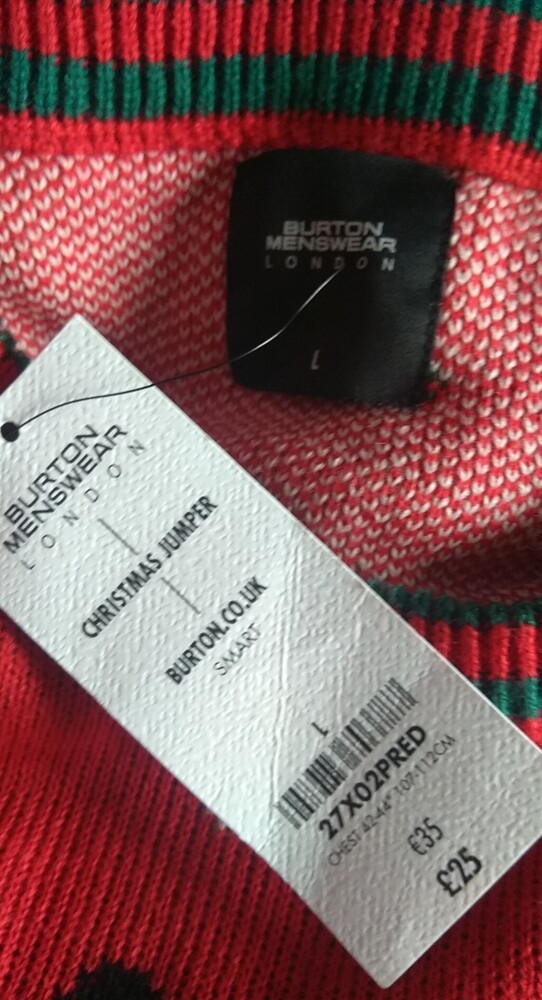 BURTON
MENSWEAR
LONDON
L
BURTON
MENSWEAR
LONDON
CHRISTMAS JUMPER
BURTON.CO.UK
SMART
L
27X02PRED
CHEST 42-44" 107-112CM
€35
£25